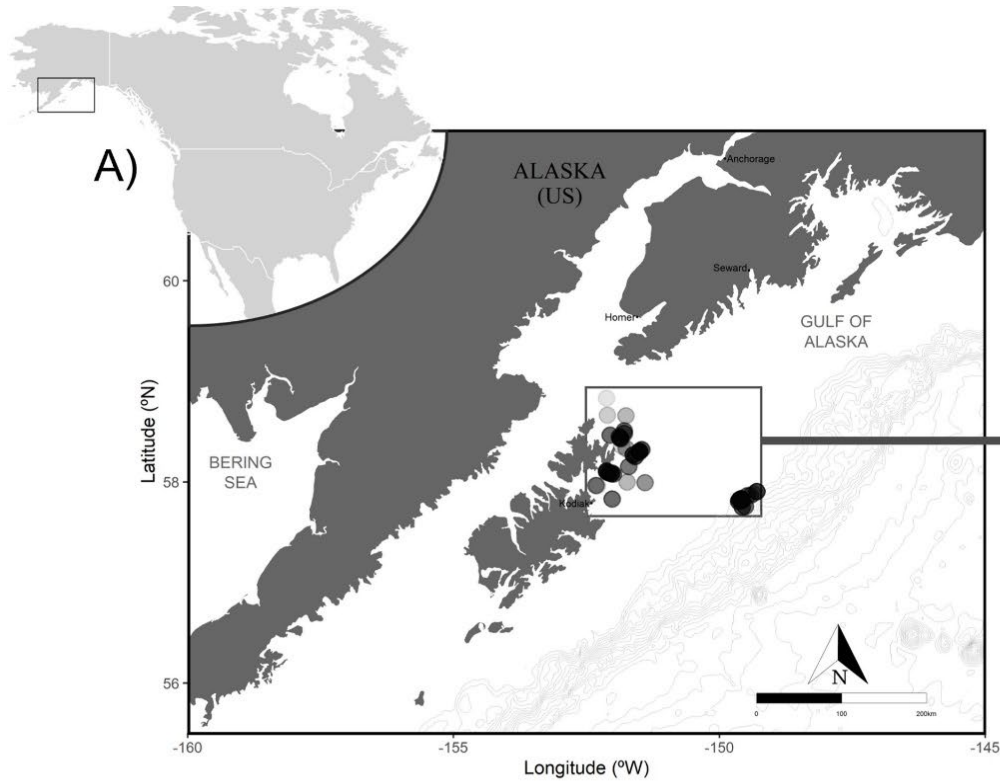 A)
ALASKA
(US)
Anchorage
Seward
Homer
GULF OF
ALASKA
BERING
SEA
Kodiak
N
0
100
200km
60
58
56
Latitude (ºN)
-160
-155
-150
-145
Longitude (ºW)